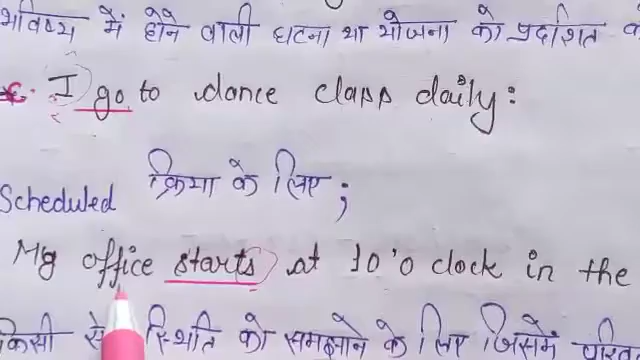 भविष्य में होने वाली घटना या योजना को प्रदर्शित
I go to dance class daily:
Scheduled क्रिया के लिए ;
My office starts at 10'0 clock in the
किसी स्थिति को समझाने के लिए जिसमें